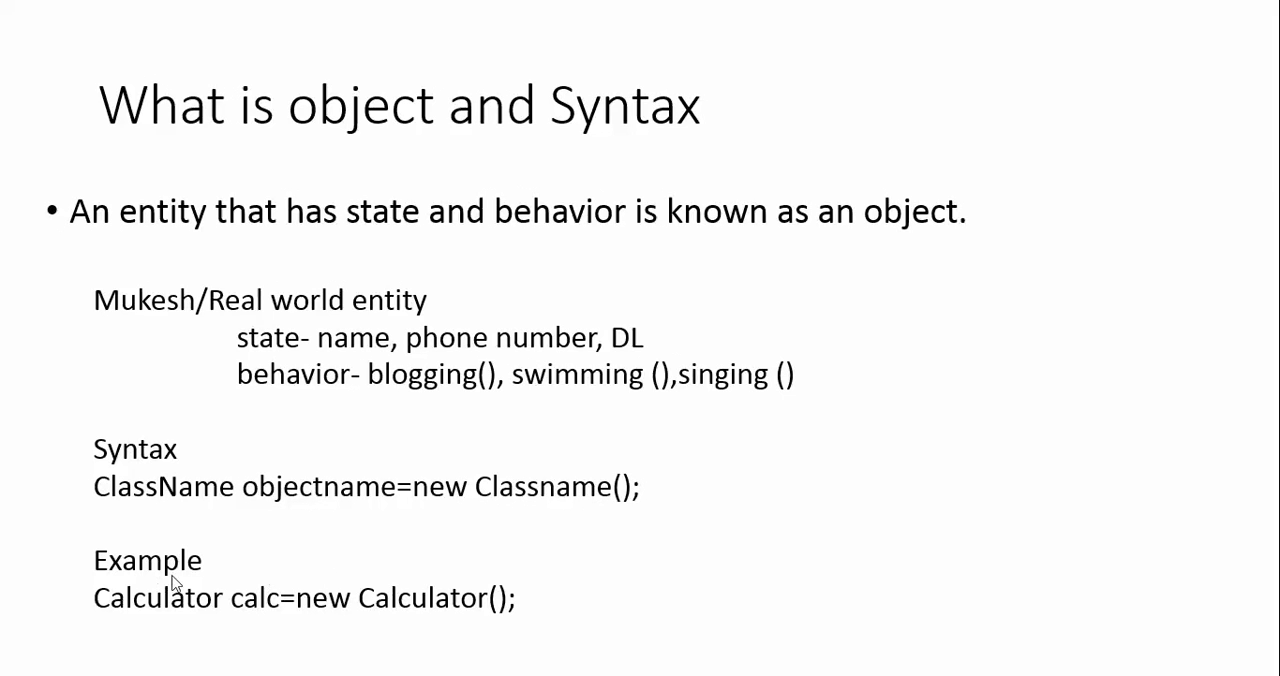 What is object and Syntax
• An entity that has state and behavior is known as an object.
Mukesh/Real world entity
state- name, phone number, DL
behavior- blogging(), swimming (),singing ()
Syntax
ClassName objectname=new Classname();
Example
Calculator calc=new Calculator();